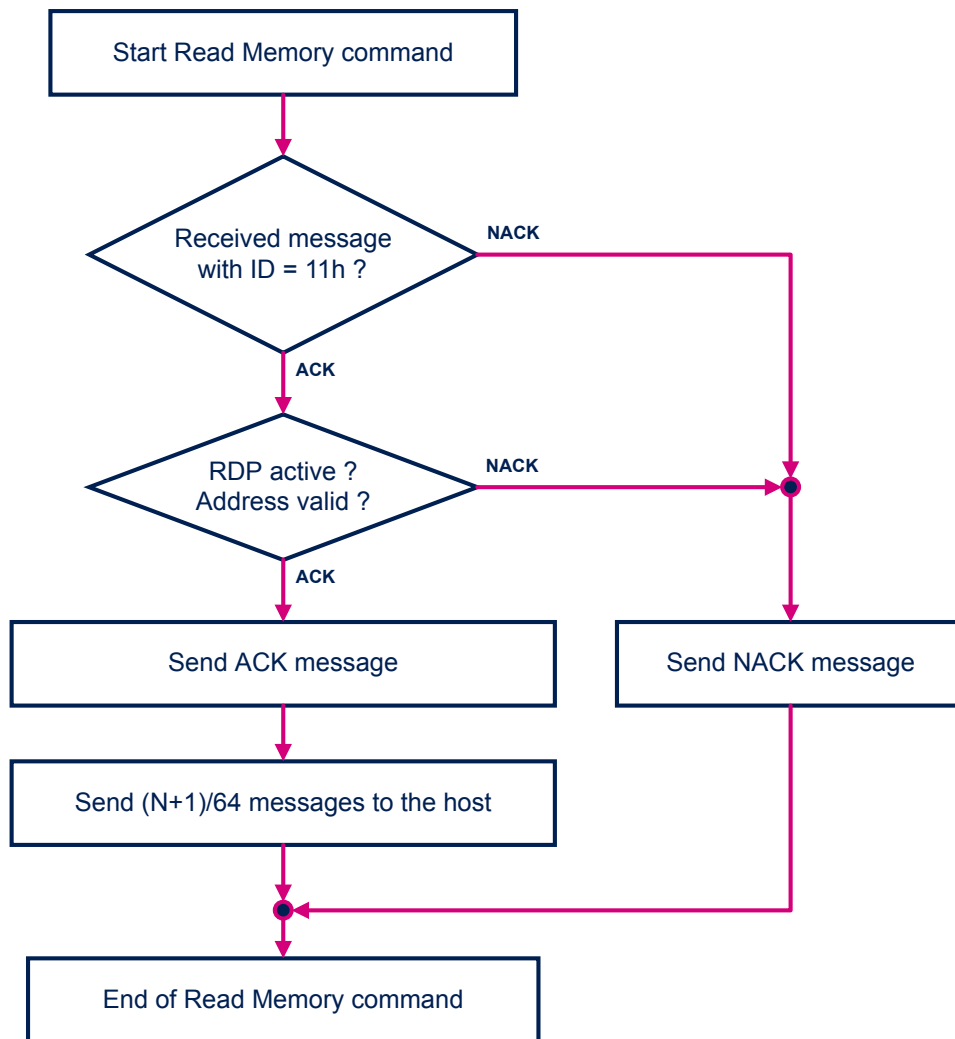 Start Read Memory command
Received message
with ID = 11h ?
NACK
ACK
RDP active ?
Address valid ?
NACK
ACK
Send ACK message
Send NACK message
Send (N+1)/64 messages to the host
End of Read Memory command